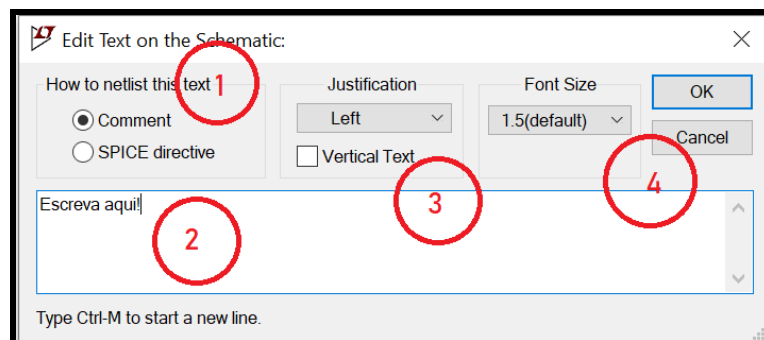 Edit Text on the Schematic:
How to netlist this text
1
Justification
Font Size
OK
Comment
Left
1.5(default)
Cancel
SPICE directive
Vertical Text
3
4
Escreva aqui!
2
Type Ctrl-M to start a new line.